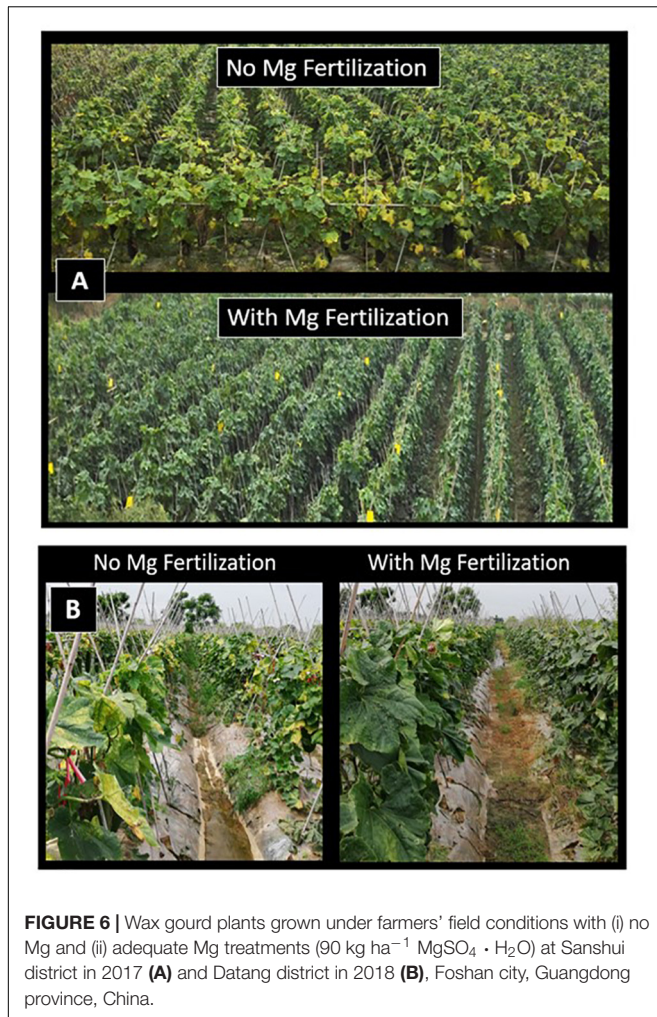 No Mg Fertilization
A
With Mg Fertilization
No Mg Fertilization
With Mg Fertilization
B
FIGURE 6 | Wax gourd plants grown under farmers’ field conditions with (i) no
Mg and (ii) adequate Mg treatments (90 kg ha⁻¹ MgSO₄ · H₂O) at Sanshui
district in 2017 (A) and Datang district in 2018 (B), Foshan city, Guangdong
province, China.